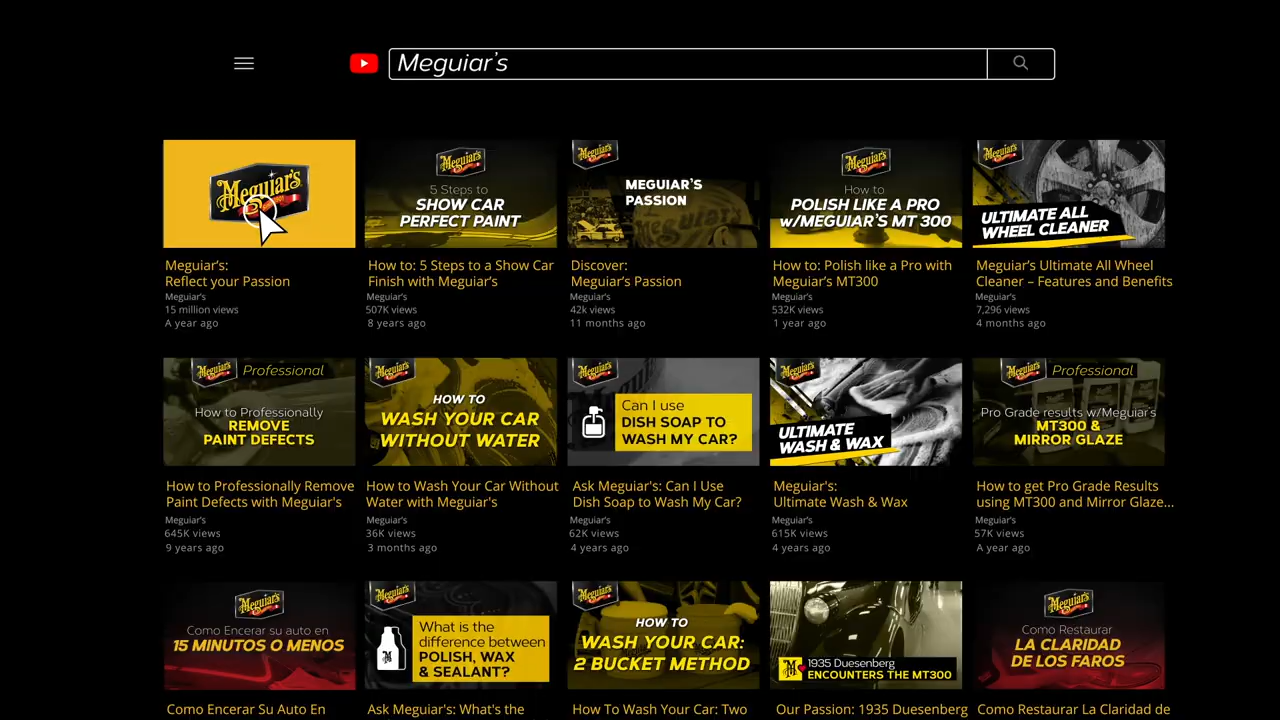 Meguiar's
Meguiar's
Meguiar's
5 Steps to
SHOW CAR
PERFECT PAINT
Meguiar's
MEGUIAR'S
PASSION
Meguiar's
Meguiar's
How to
POLISH LIKE A PRO
w/MEGUIAR'S MT 300
Meguiar's
ULTIMATE ALL
WHEEL CLEANER
Meguiar's:
Reflect your Passion
Meguiar's
15 million views
A year ago
How to: 5 Steps to a Show Car
Finish with Meguiar's
Meguiar's
507K views
8 years ago
Discover:
Meguiar's Passion
Meguiar's
42k views
11 months ago
How to: Polish like a Pro with
Meguiar's MT300
Meguiar's
532K views
1 year ago
Meguiar's Ultimate All Wheel
Cleaner – Features and Benefits
Meguiar's
7,296 views
4 months ago
Meguiar's Professional
How to Professionally
REMOVE
PAINT DEFECTS
Meguiar's
HOW TO
WASH YOUR CAR
WITHOUT WATER
Meguiar's
Can I use
DISH SOAP TO
WASH MY CAR?
Meguiar's
ULTIMATE
WASH & WAX
Meguiar's Professional
Pro Grade results w/Meguiar's
MT300 &
MIRROR GLAZE
How to Professionally Remove
Paint Defects with Meguiar's
Meguiar's
645K views
9 years ago
How to Wash Your Car Without
Water with Meguiar's
Meguiar's
36K views
3 months ago
Ask Meguiar's: Can I Use
Dish Soap to Wash My Car?
Meguiar's
62K views
4 years ago
Meguiar's:
Ultimate Wash & Wax
Meguiar's
615K views
4 years ago
How to get Pro Grade Results
using MT300 and Mirror Glaze...
Meguiar's
57K views
A year ago
Meguiar's
Como Encerar su auto en
15 MINUTOS O MENOS
Meguiar's
What is the
difference between
POLISH, WAX
& SEALANT?
Meguiar's
HOW TO
WASH YOUR CAR:
2 BUCKET METHOD
1935 Duesenberg
ENCOUNTERS THE MT300
Meguiar's
Como Restaurar
LA CLARIDAD
DE LOS FAROS
Como Encerar Su Auto En
Ask Meguiar's: What's the
How To Wash Your Car: Two
Our Passion: 1935 Duesenberg
Como Restaurar La Claridad de